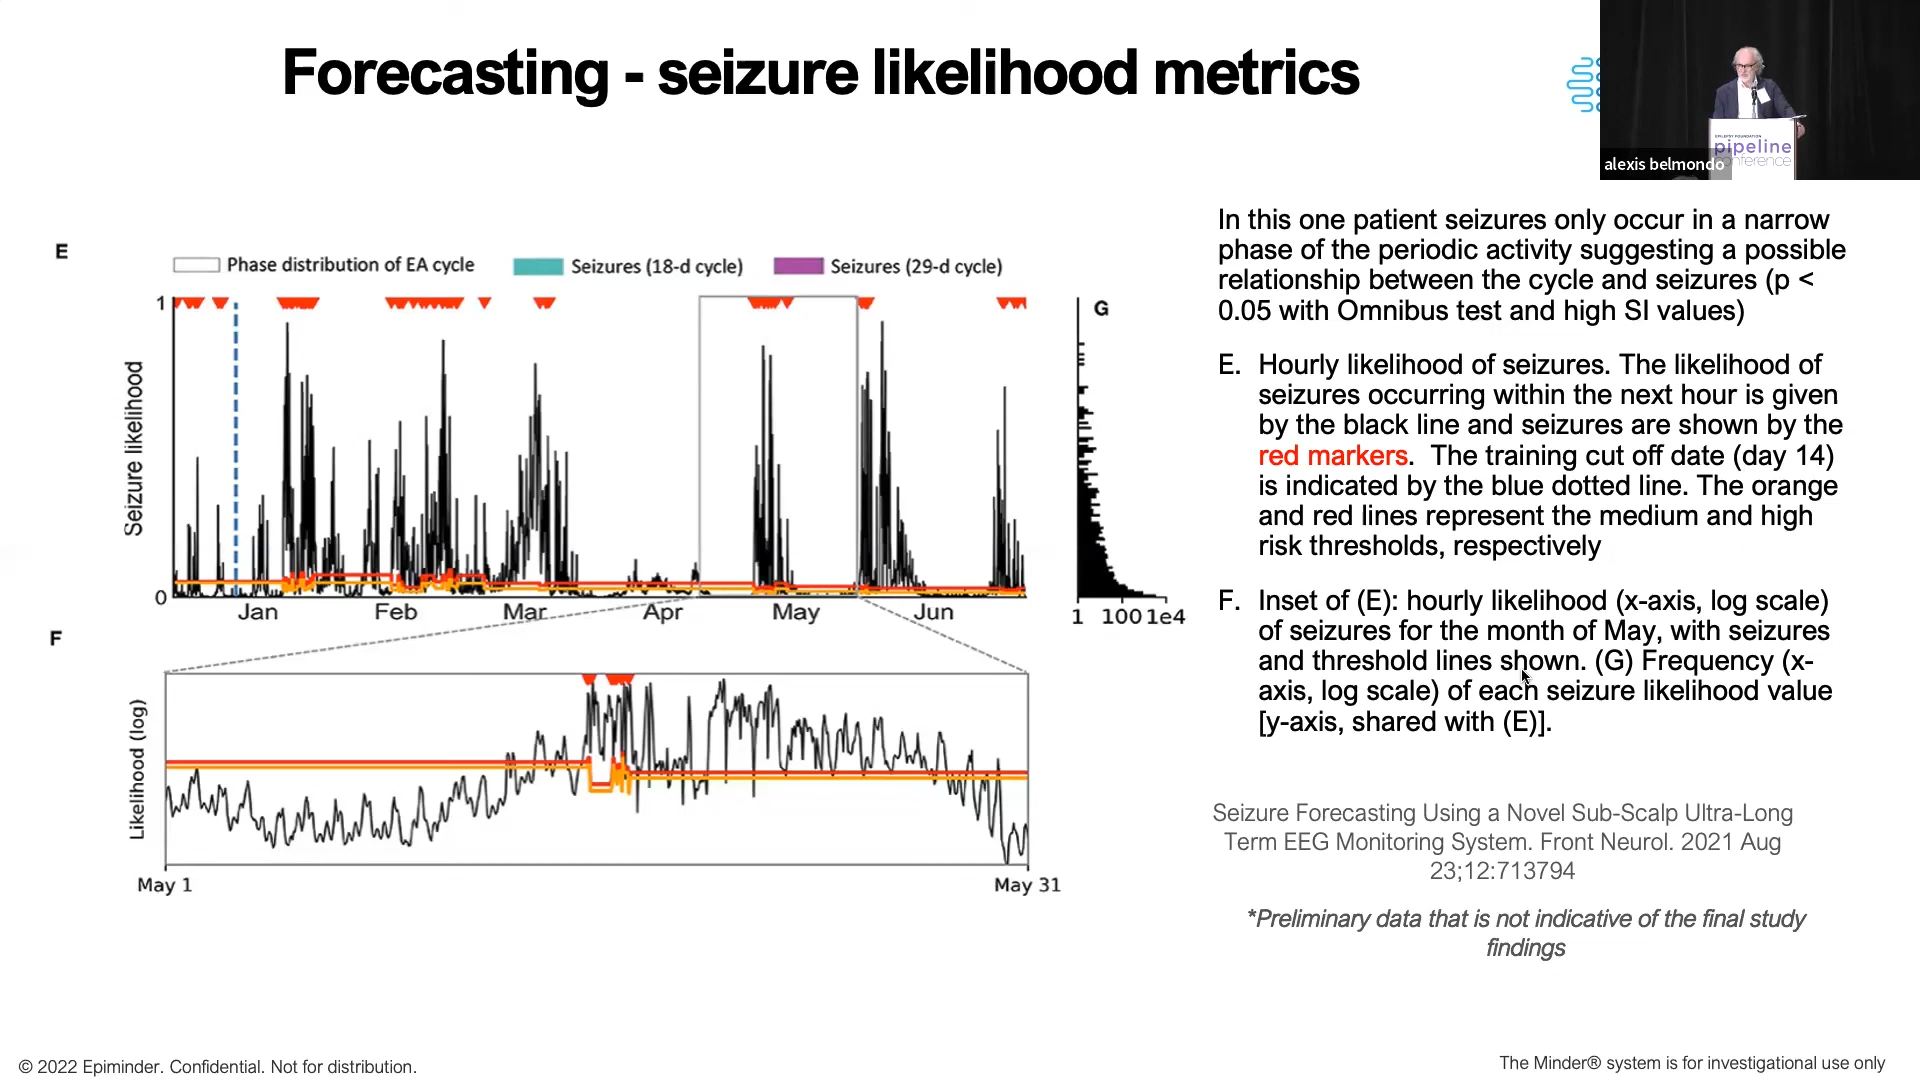 Forecasting - seizure likelihood metrics
EPILEPSY FOUNDATION
pipeline
conference
alexis belmondo
E
Phase distribution of EA cycle
Seizures (18-d cycle)
Seizures (29-d cycle)
1
Seizure likelihood
0
Jan
Feb
Mar
Apr
May
Jun
G
1
100
1e4
F
Likelihood (log)
May 1
May 31
In this one patient seizures only occur in a narrow
phase of the periodic activity suggesting a possible
relationship between the cycle and seizures (p <
0.05 with Omnibus test and high SI values)
E. Hourly likelihood of seizures. The likelihood of
seizures occurring within the next hour is given
by the black line and seizures are shown by the
red markers. The training cut off date (day 14)
is indicated by the blue dotted line. The orange
and red lines represent the medium and high
risk thresholds, respectively
F. Inset of (E): hourly likelihood (x-axis, log scale)
of seizures for the month of May, with seizures
and threshold lines shown. (G) Frequency (x-
axis, log scale) of each seizure likelihood value
[y-axis, shared with (E)].
Seizure Forecasting Using a Novel Sub-Scalp Ultra-Long
Term EEG Monitoring System. Front Neurol. 2021 Aug
23;12:713794
*Preliminary data that is not indicative of the final study
findings
© 2022 Epiminder. Confidential. Not for distribution.
The Minder® system is for investigational use only